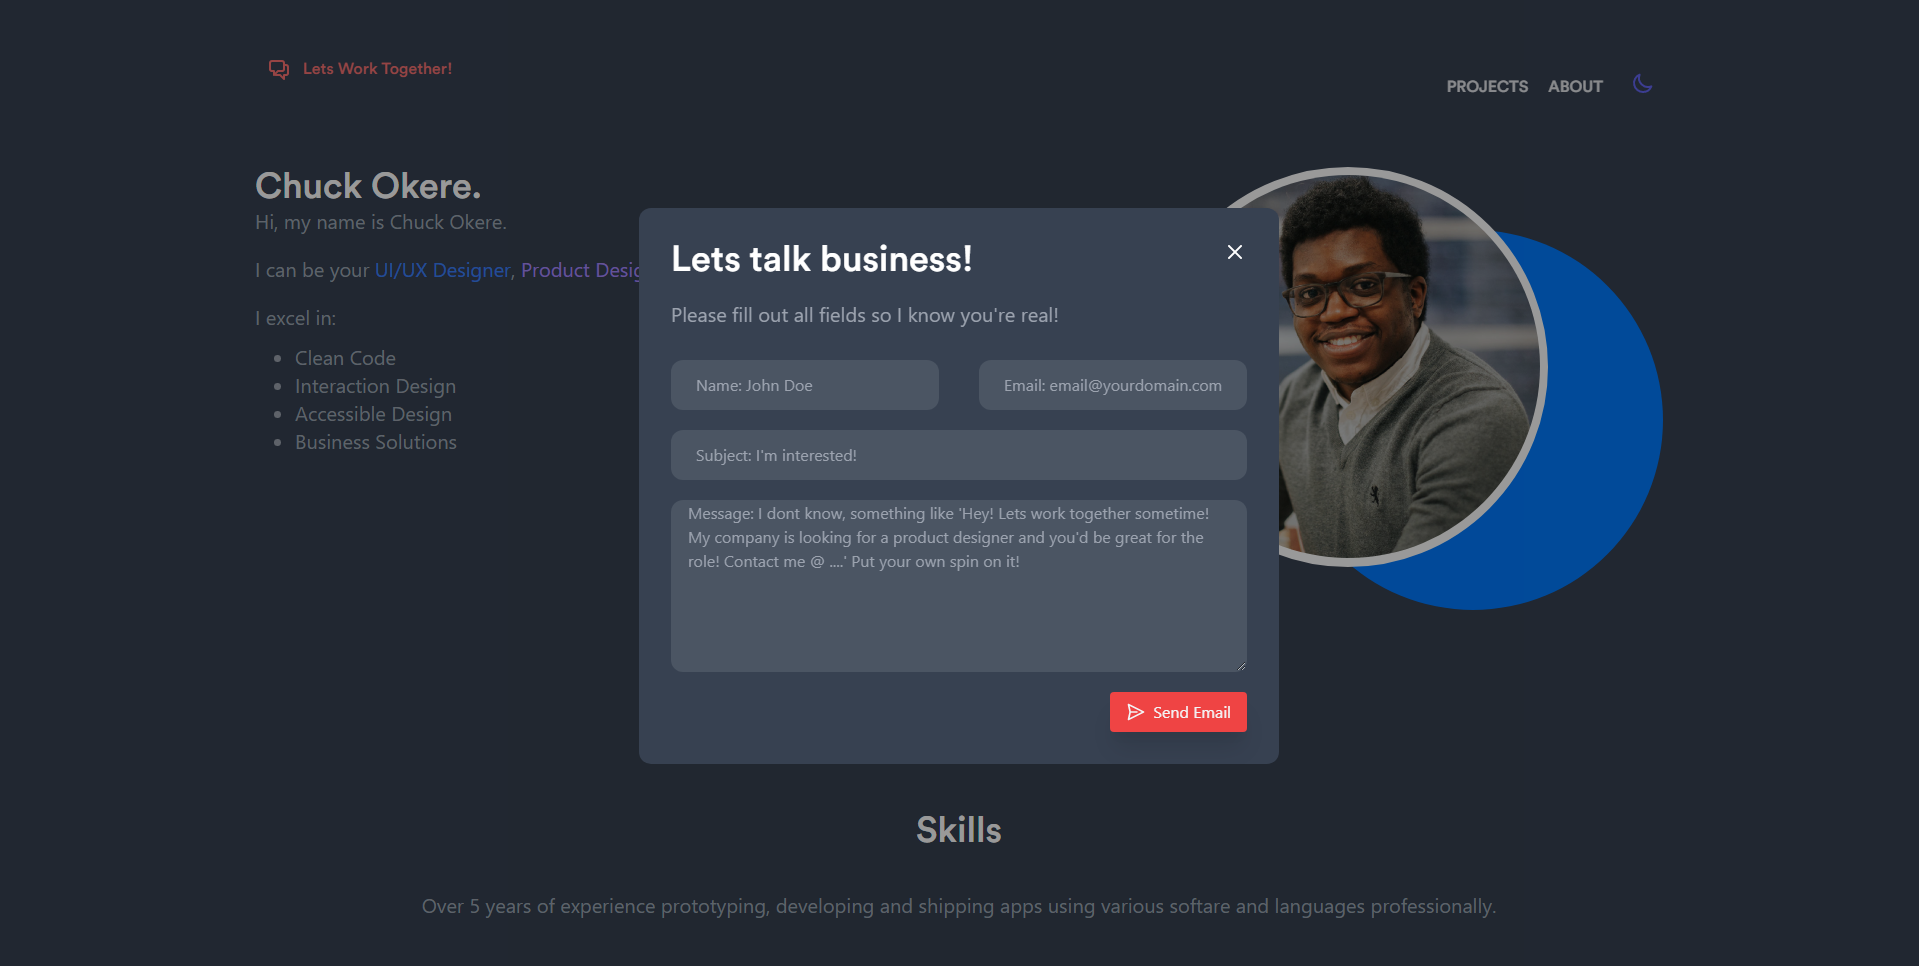 Lets Work Together!
PROJECTS ABOUT
Chuck Okere.
Hi, my name is Chuck Okere.
I can be your UI/UX Designer, Product
I excel in:
Clean Code
Interaction Design
Accessible Design
Business Solutions
Lets talk business!
Please fill out all fields so I know you're real!
Name: John Doe
Email: email@yourdomain.com
Subject: I'm interested!
Message: I dont know, something like 'Hey! Lets work together sometime!
My company is looking for a product designer and you'd be great for the
role! Contact me @ ....' Put your own spin on it!
Send Email
Skills
Over 5 years of experience prototyping, developing and shipping apps using various softare and languages professionally.